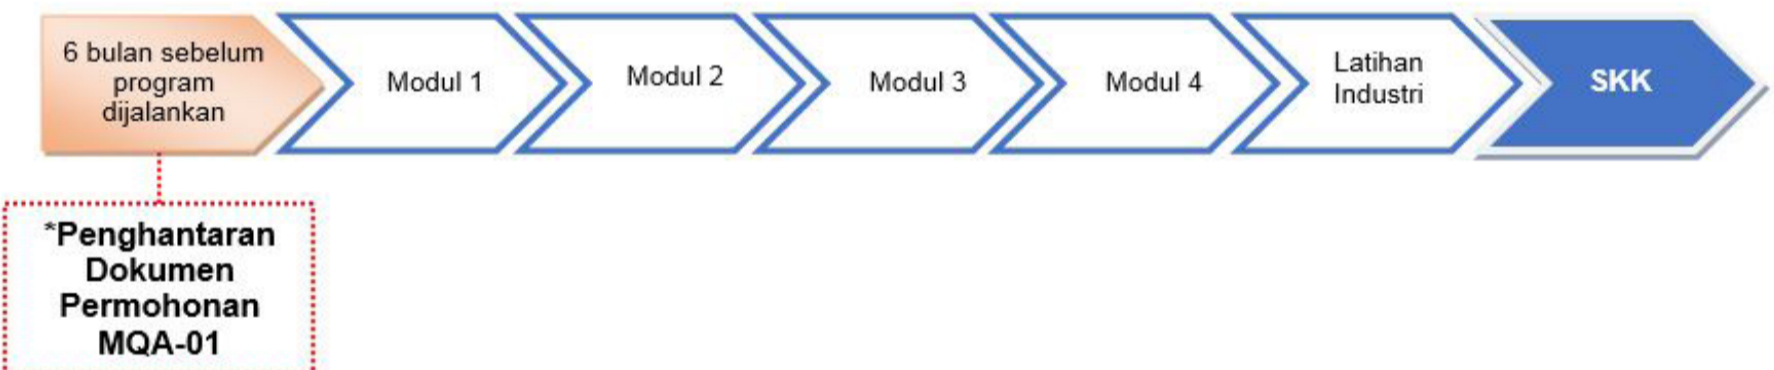 6 bulan sebelum
program
dijalankan
Modul 1
Modul 2
Modul 3
Modul 4
Latihan
Industri
SKK
*Penghantaran
Dokumen
Permohonan
MQA-01